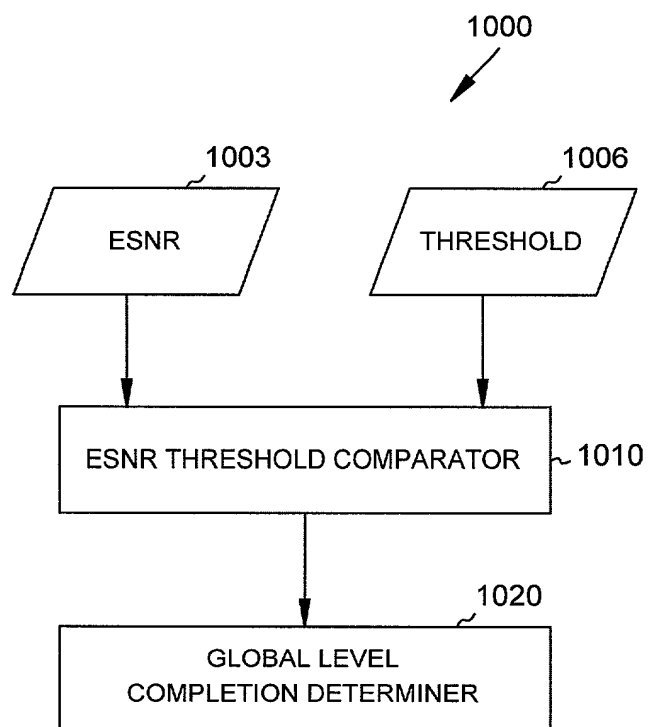 1000
1003
1006
ESNR
THRESHOLD
ESNR THRESHOLD COMPARATOR
1010
1020
GLOBAL LEVEL
COMPLETION DETERMINER